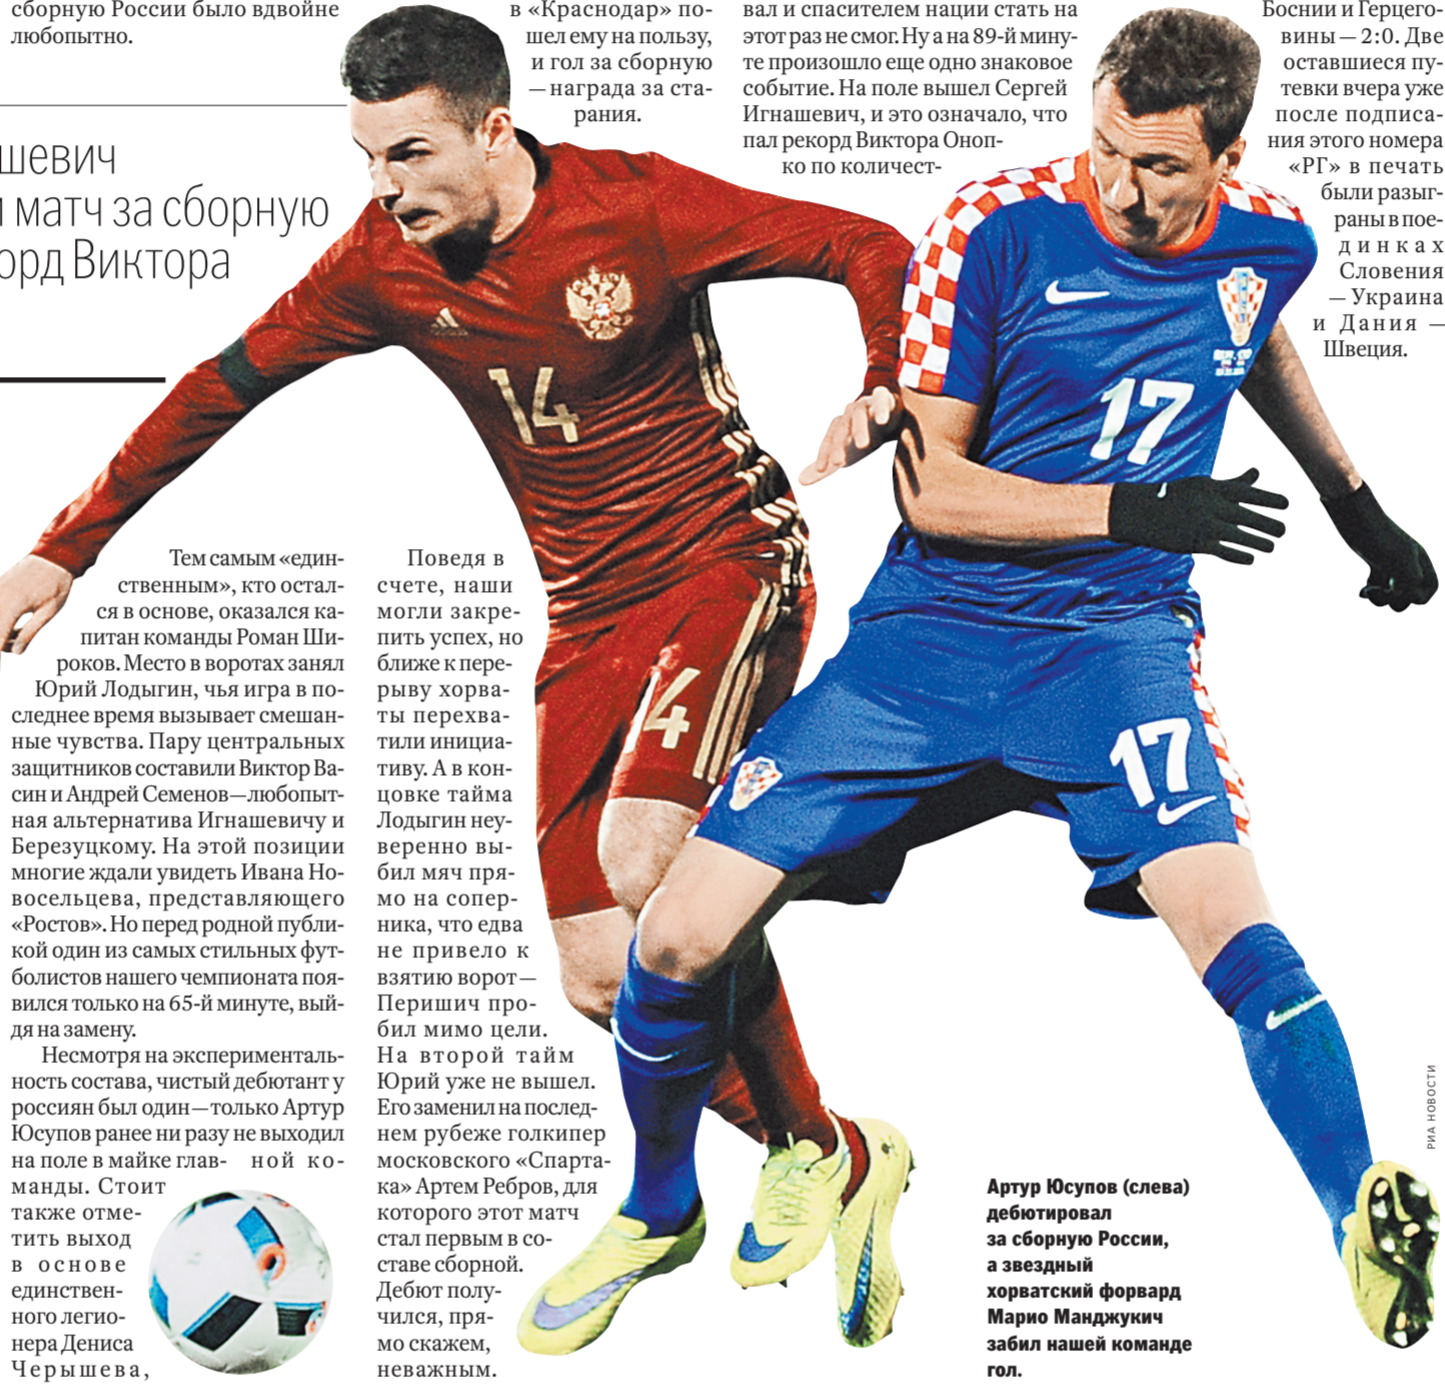 сборную России было вдвойне
любопытно.
шевич
и матч за сборную
орд Виктора
Тем самым «един-
ственным», кто остал-
ся в основе, оказался ка-
питан команды Роман Ши-
роков. Место в воротах занял
Юрий Лодыгин, чья игра в по-
следнее время вызывает смешан-
ные чувства. Пару центральных
защитников составили Виктор Ва-
син и Андрей Семенов—любопыт-
ная альтернатива Игнашевичу и
Березуцкому. На этой позиции
многие ждали увидеть Ивана Но-
восельцева, представляющего
«Ростов». Но перед родной публи-
кой один из самых стильных фут-
болистов нашего чемпионата поя-
вился только на 65-й минуте, вый-
дя на замену.
Несмотря на эксперименталь-
ность состава, чистый дебютант у
россиян был один—только Артур
Юсупов ранее ни разу не выходил
на поле в майке глав- ной ко-
манды. Стоит
также отме-
тить выход
в основе
единствен-
ного легио-
нера Дениса
Черышева,
в «Краснодар» по-
шел ему на пользу,
и гол за сборную
—награда за ста-
рания.
Поведя в
счете, наши
могли закре-
пить успех, но
ближе к пере-
рыву хорва-
ты перехва-
тили инициа-
тиву. А в кон-
цовке тайма
Лодыгин неу-
веренно вы-
бил мяч пря-
мо на сопер-
ника, что едва
не привело к
взятию ворот—
Перишич про-
бил мимо цели.
На второй тайм
Юрий уже не вышел.
Его заменил на послед-
нем рубеже голкипер
московского «Спарта-
ка» Артем Ребров, для
которого этот матч
стал первым в со-
ставе сборной.
Дебют полу-
чился, пря-
мо скажем,
неважным.
вал и спасителем нации стать на
этот раз не смог. Ну а на 89-й мину-
те произошло еще одно знаковое
событие. На поле вышел Сергей
Игнашевич, и это означало, что
пал рекорд Виктора Оноп-
ко по количест-
Боснии и Герцего-
вины—2:0. Две
оставшиеся пу-
тевки вчера уже
после подписа-
ния этого номера
«РГ» в печать
были разыг-
раны в пое-
динках
Словения
—Украина
и Дания —
Швеция.
14
14
17
17
РИА НОВОСТИ
Артур Юсупов (слева)
дебютировал
за сборную России,
а звездный
хорватский форвард
Марио Манджукич
забил нашей команде
гол.